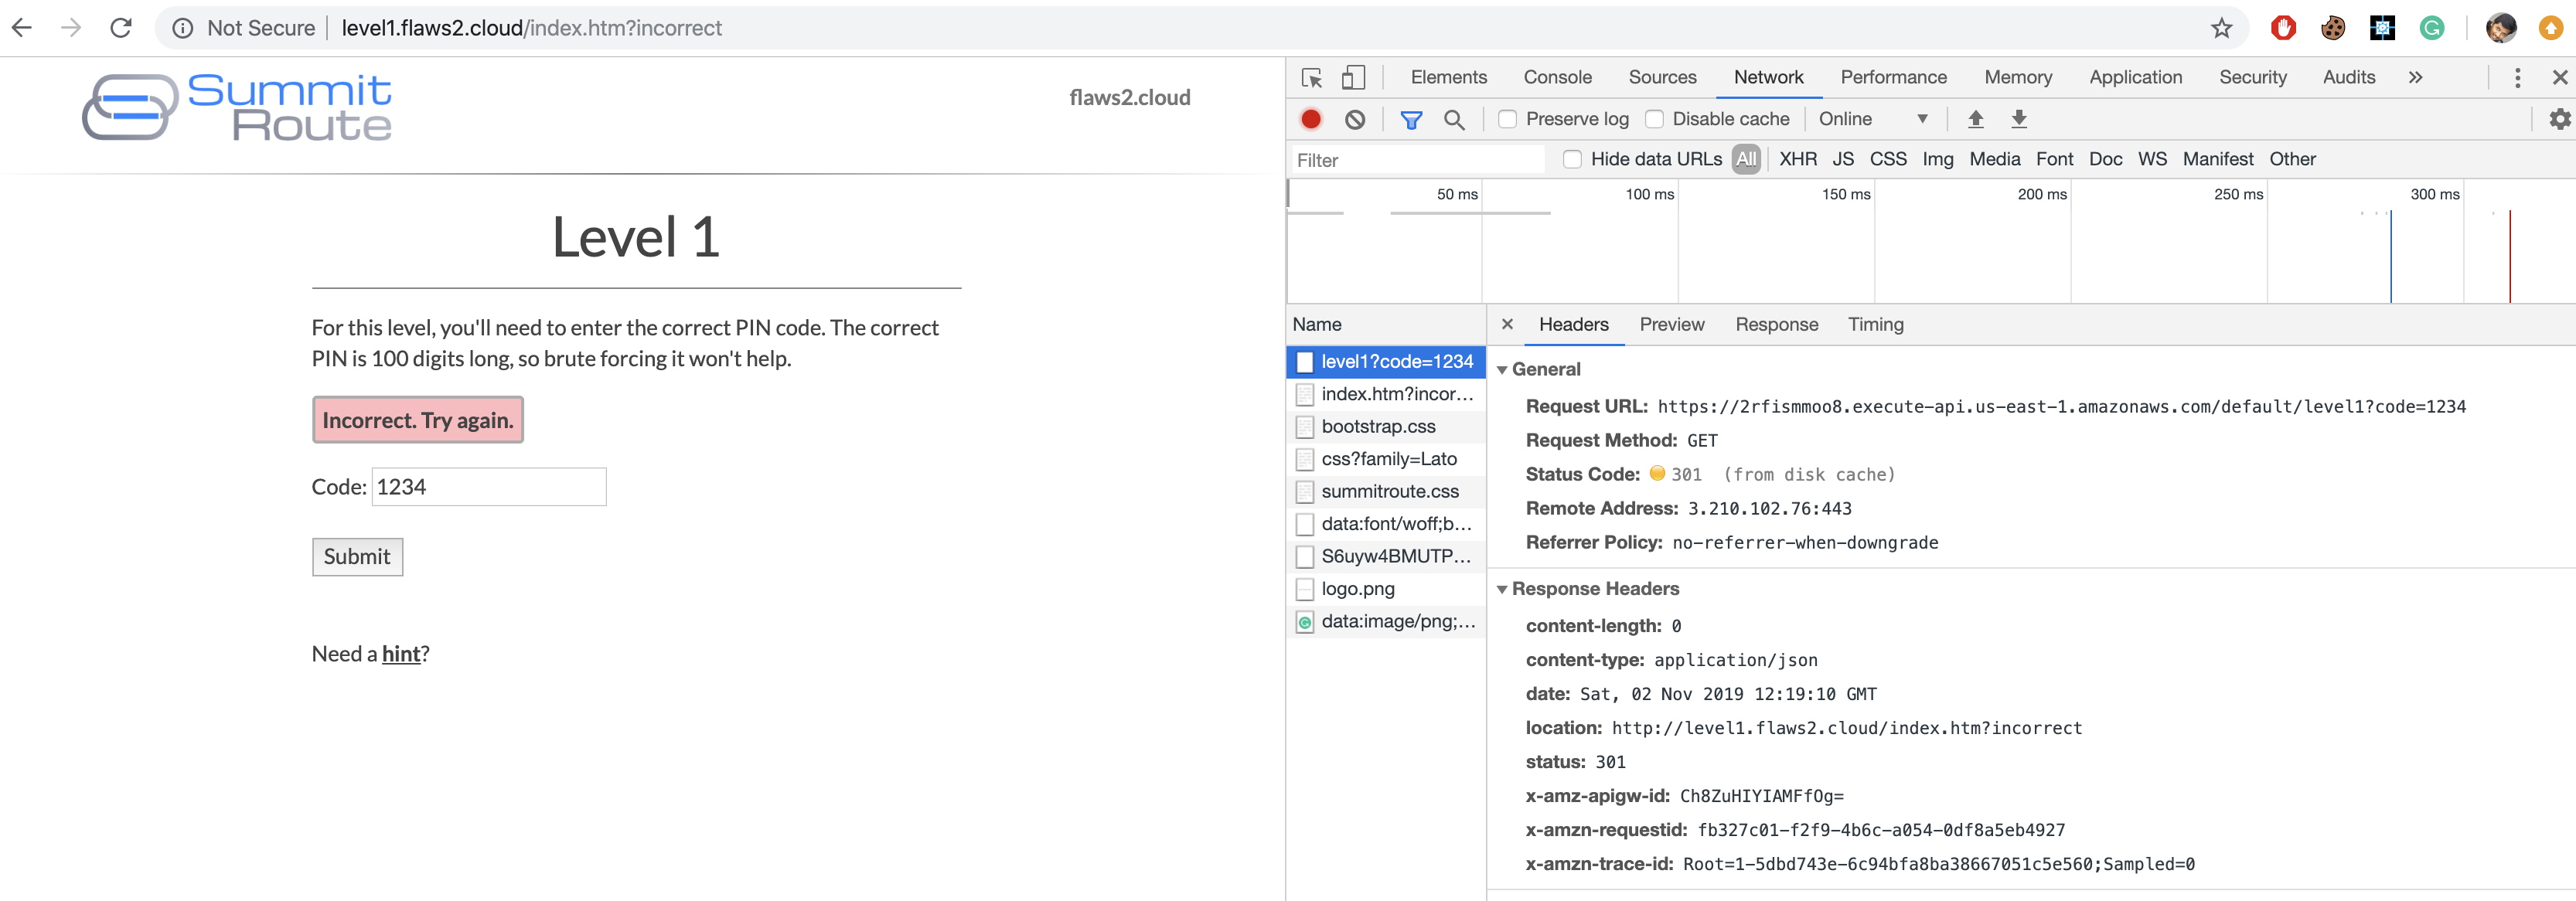 Not Secure | level1.flaws2.cloud/index.htm?incorrect
Summit
Route
flaws2.cloud
Level 1
For this level, you'll need to enter the correct PIN code. The correct
PIN is 100 digits long, so brute forcing it won't help.
Incorrect. Try again.
Code: 1234
Submit
Need a hint?
Elements Console Sources Network Performance Memory Application Security Audits »
Preserve log Disable cache Online
Filter Hide data URLs All XHR JS CSS Img Media Font Doc WS Manifest Other
50 ms 100 ms 150 ms 200 ms 250 ms 300 ms
Name
level1?code=1234
index.htm?incor...
bootstrap.css
css?family=Lato
summitroute.css
data:font/woff;b...
S6uyw4BMUTP...
logo.png
data:image/png;...
Headers Preview Response Timing
General
Request URL: https://2rfismmoo8.execute-api.us-east-1.amazonaws.com/default/level1?code=1234
Request Method: GET
Status Code: 301 (from disk cache)
Remote Address: 3.210.102.76:443
Referrer Policy: no-referrer-when-downgrade
Response Headers
content-length: 0
content-type: application/json
date: Sat, 02 Nov 2019 12:19:10 GMT
location: http://level1.flaws2.cloud/index.htm?incorrect
status: 301
x-amz-apigw-id: Ch8ZuHIYIAMFfOg=
x-amzn-requestid: fb327c01-f2f9-4b6c-a054-0df8a5eb4927
x-amzn-trace-id: Root=1-5dbd743e-6c94bfa8ba38667051c5e560;Sampled=0